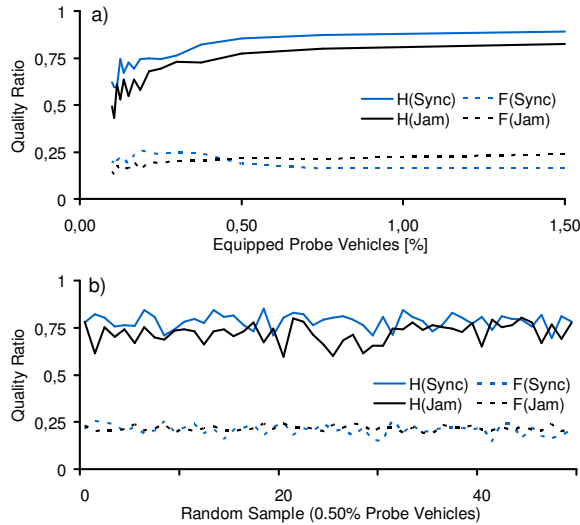 a)
1
0,75
0,5
0,25
0
Quality Ratio
H(Sync) F(Sync)
H(Jam) F(Jam)
0,00 0,50 1,00 1,50
Equipped Probe Vehicles [%]
b)
1
0,75
0,5
0,25
0
Quality Ratio
H(Sync) F(Sync)
H(Jam) F(Jam)
0 20 40
Random Sample (0.50% Probe Vehicles)